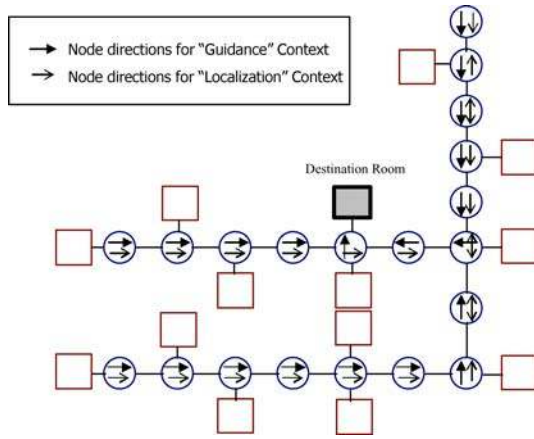 Node directions for “Guidance” Context
Node directions for “Localization” Context
Destination Room